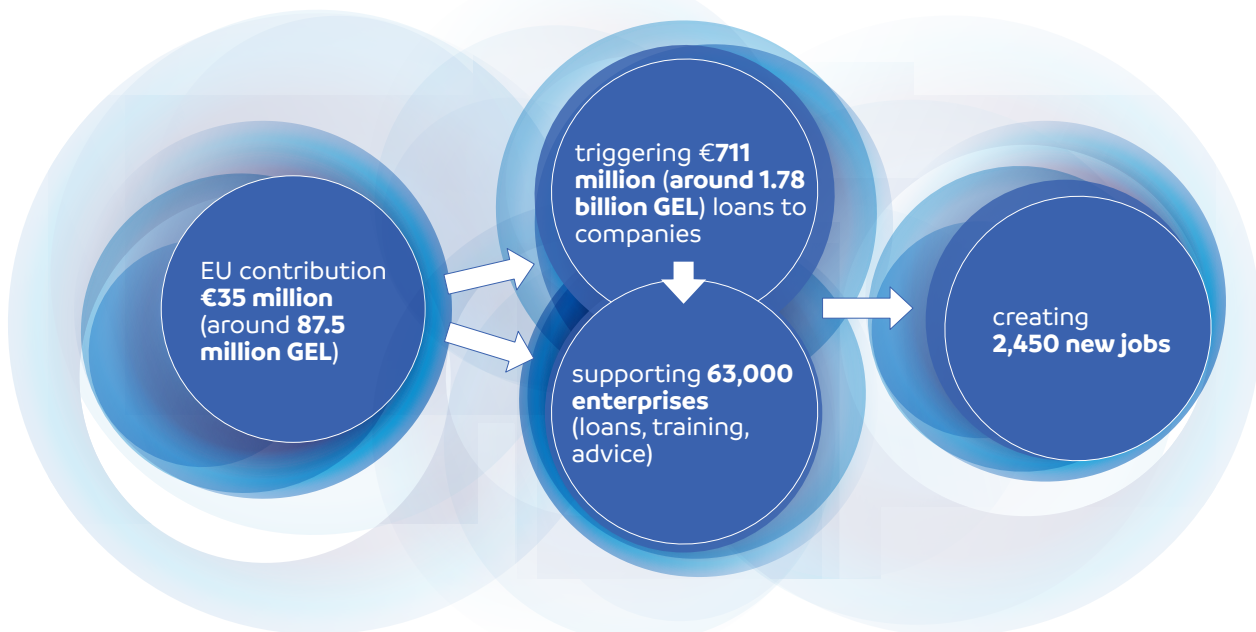 EU contribution
€35 million
(around 87.5
million GEL)
triggering €711
million (around 1.78
billion GEL) loans to
companies
supporting 63,000
enterprises
(loans, training,
advice)
creating
2,450 new jobs